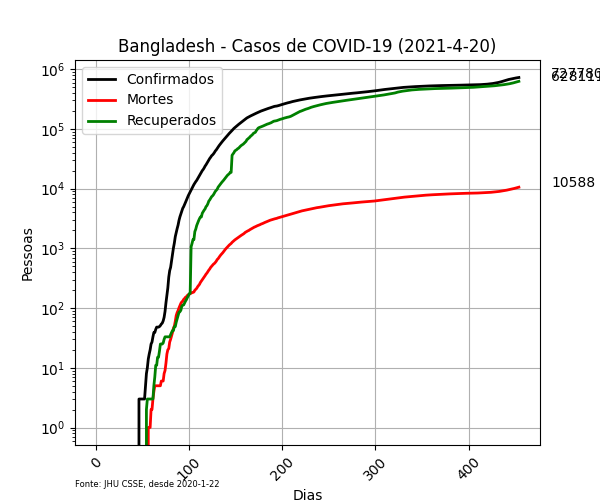 Bangladesh - Casos de COVID-19 (2021-4-20)
Confirmados
Mortes
Recuperados
10588
Pessoas
10^6
10^5
10^4
10^3
10^2
10^1
10^0
0
100
200
300
400
Dias
Fonte: JHU CSSE, desde 2020-1-22